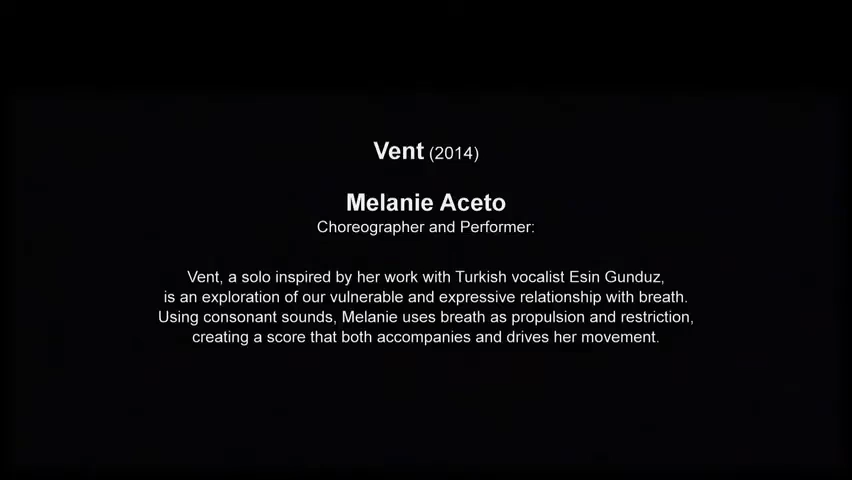 Vent (2014)
Melanie Aceto
Choreographer and Performer:
Vent, a solo inspired by her work with Turkish vocalist Esin Gunduz,
is an exploration of our vulnerable and expressive relationship with breath.
Using consonant sounds, Melanie uses breath as propulsion and restriction,
creating a score that both accompanies and drives her movement.